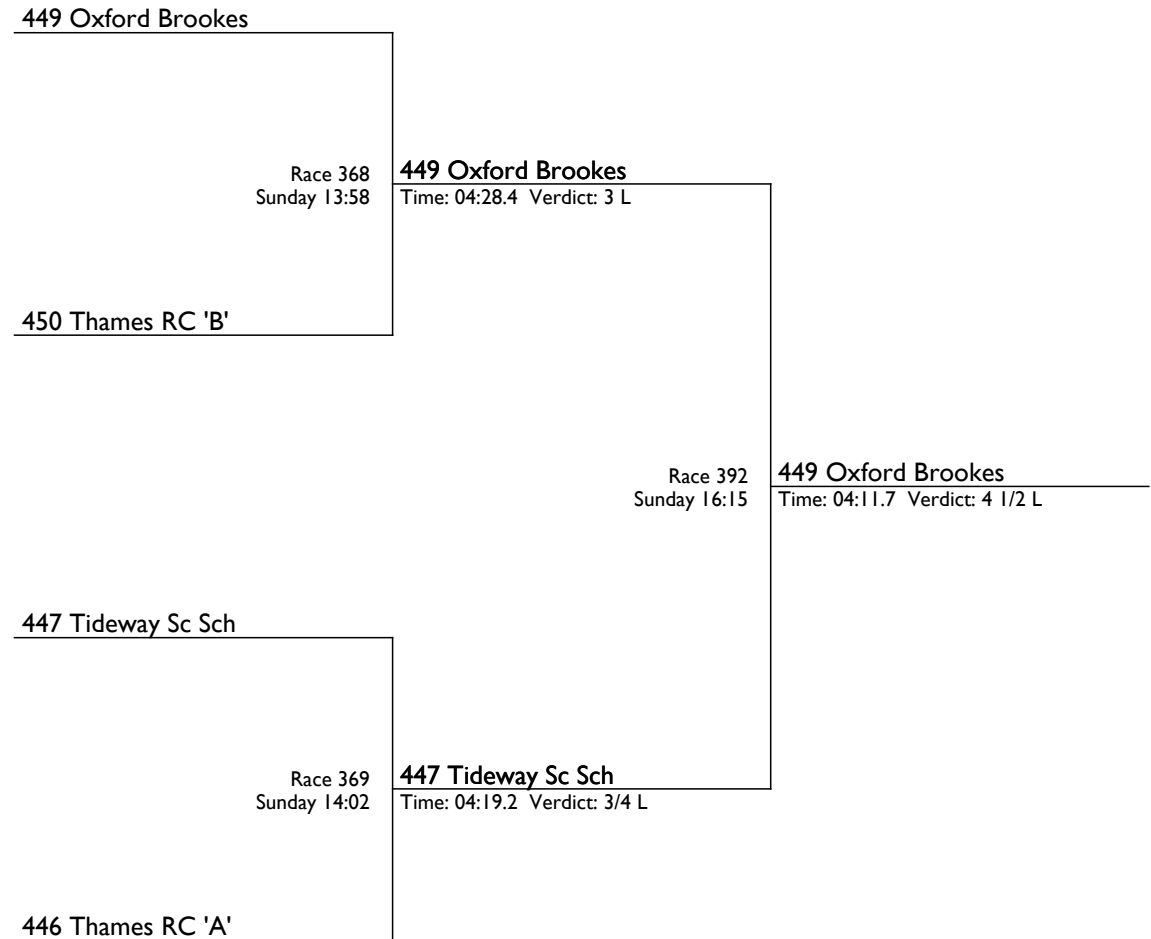 449 Oxford Brookes
Race 368
Sunday 13:58
449 Oxford Brookes
Time: 04:28.4 Verdict: 3 L
450 Thames RC 'B'
Race 392
Sunday 16:15
449 Oxford Brookes
Time: 04:11.7 Verdict: 4 1/2 L
447 Tideway Sc Sch
Race 369
Sunday 14:02
447 Tideway Sc Sch
Time: 04:19.2 Verdict: 3/4 L
446 Thames RC 'A'